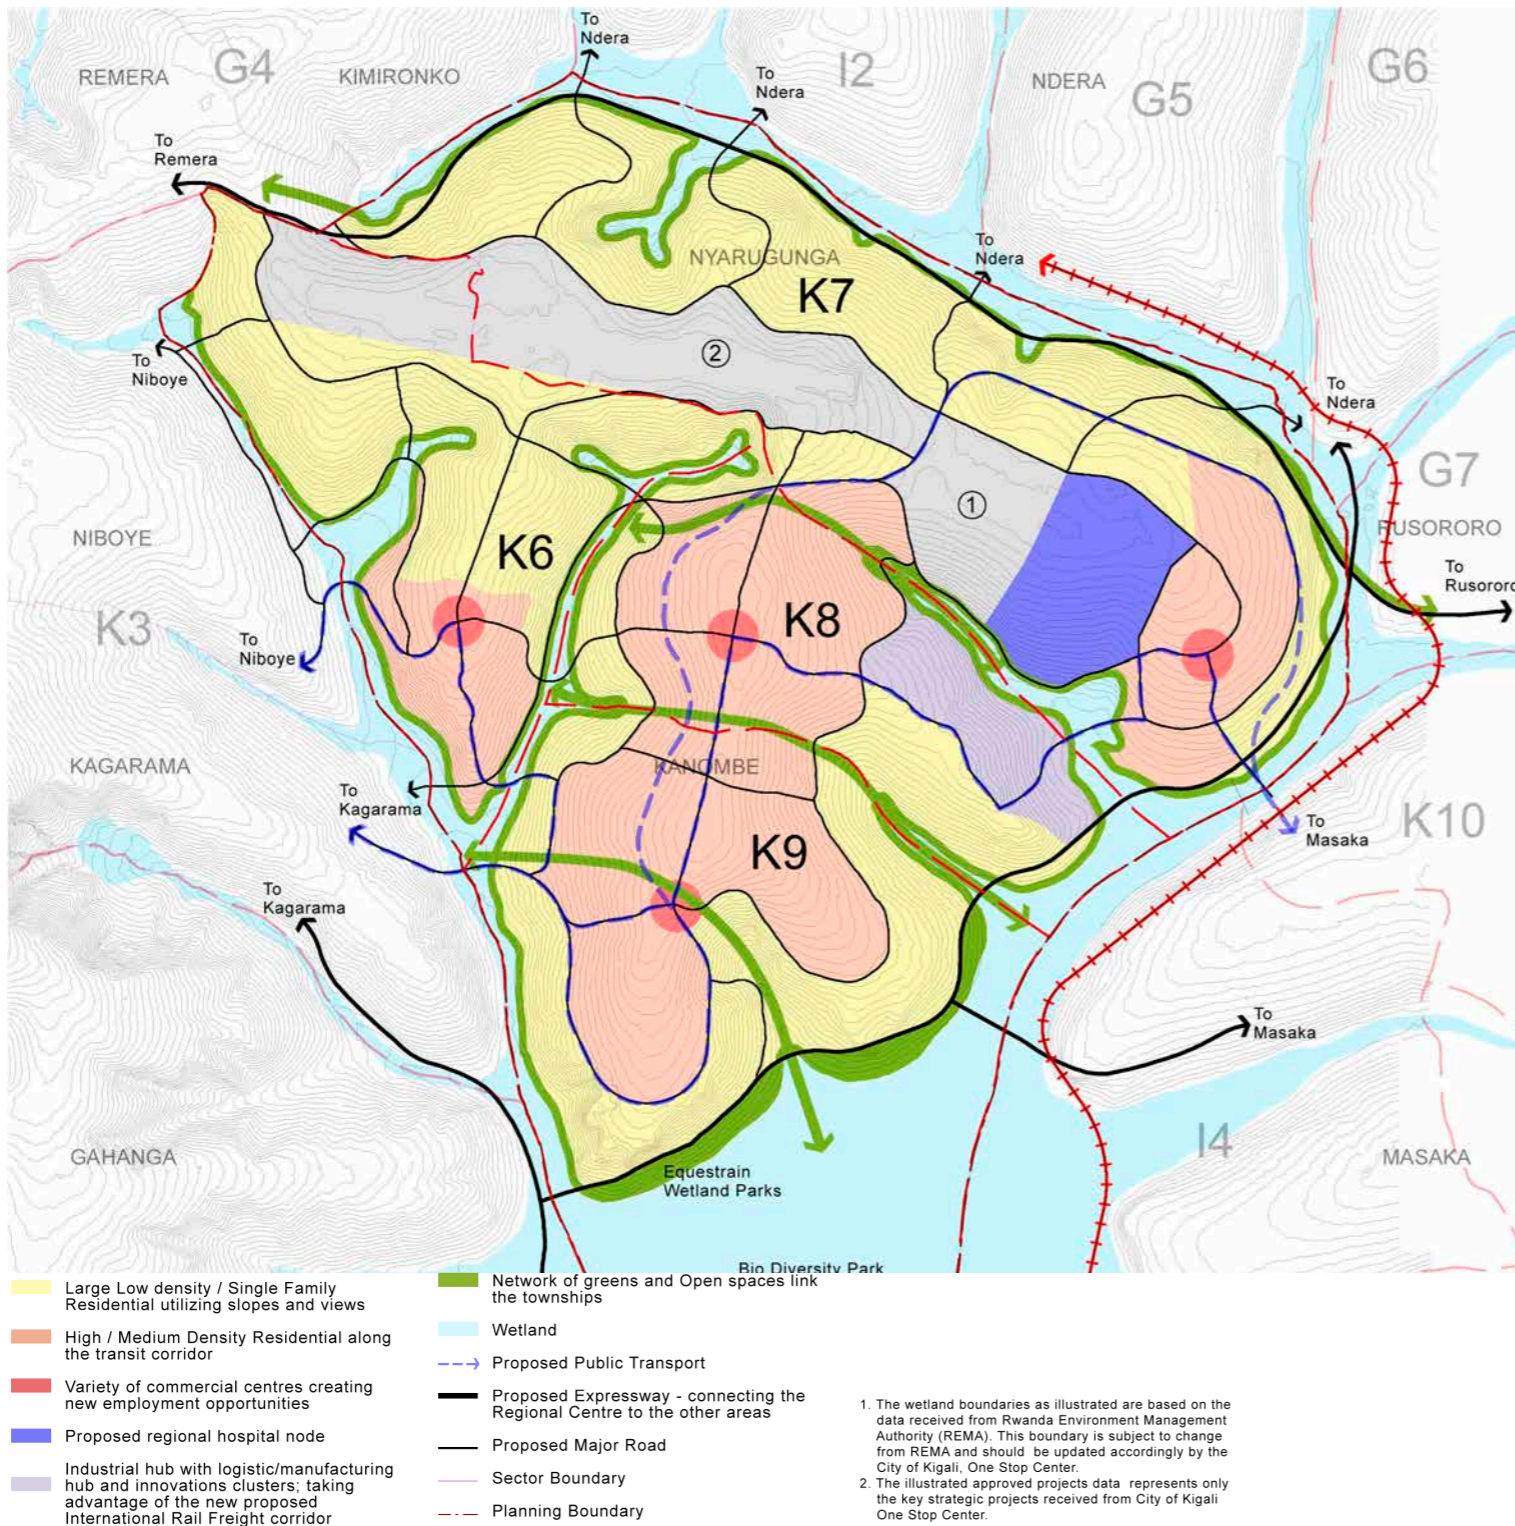 To
Ndera
REMERA
G4
KIMIRONKO
To
Ndera
I2
NDERA
G5
G6
To
Remera
NYARUGUNGA
K7
To
Ndera
To
Niboye
②
To
Ndera
G7
①
NIBOYE
K6
RUSORORO
To
Rusororo
K3
To
Niboye
K8
KAGARAMA
KANOMBE
To
Kagarama
To
Masaka
K10
K9
To
Kagarama
To
Masaka
GAHANGA
I4
MASAKA
Equestrain
Wetland Parks
Bio Diversity Park
Large Low density / Single Family
Residential utilizing slopes and views
High / Medium Density Residential along
the transit corridor
Variety of commercial centres creating
new employment opportunities
Proposed regional hospital node
Industrial hub with logistic/manufacturing
hub and innovations clusters; taking
advantage of the new proposed
International Rail Freight corridor
Network of greens and Open spaces link
the townships
Wetland
Proposed Public Transport
Proposed Expressway - connecting the
Regional Centre to the other areas
Proposed Major Road
Sector Boundary
Planning Boundary
1. The wetland boundaries as illustrated are based on the
data received from Rwanda Environment Management
Authority (REMA). This boundary is subject to change
from REMA and should be updated accordingly by the
City of Kigali, One Stop Center.
2. The illustrated approved projects data represents only
the key strategic projects received from City of Kigali
One Stop Center.